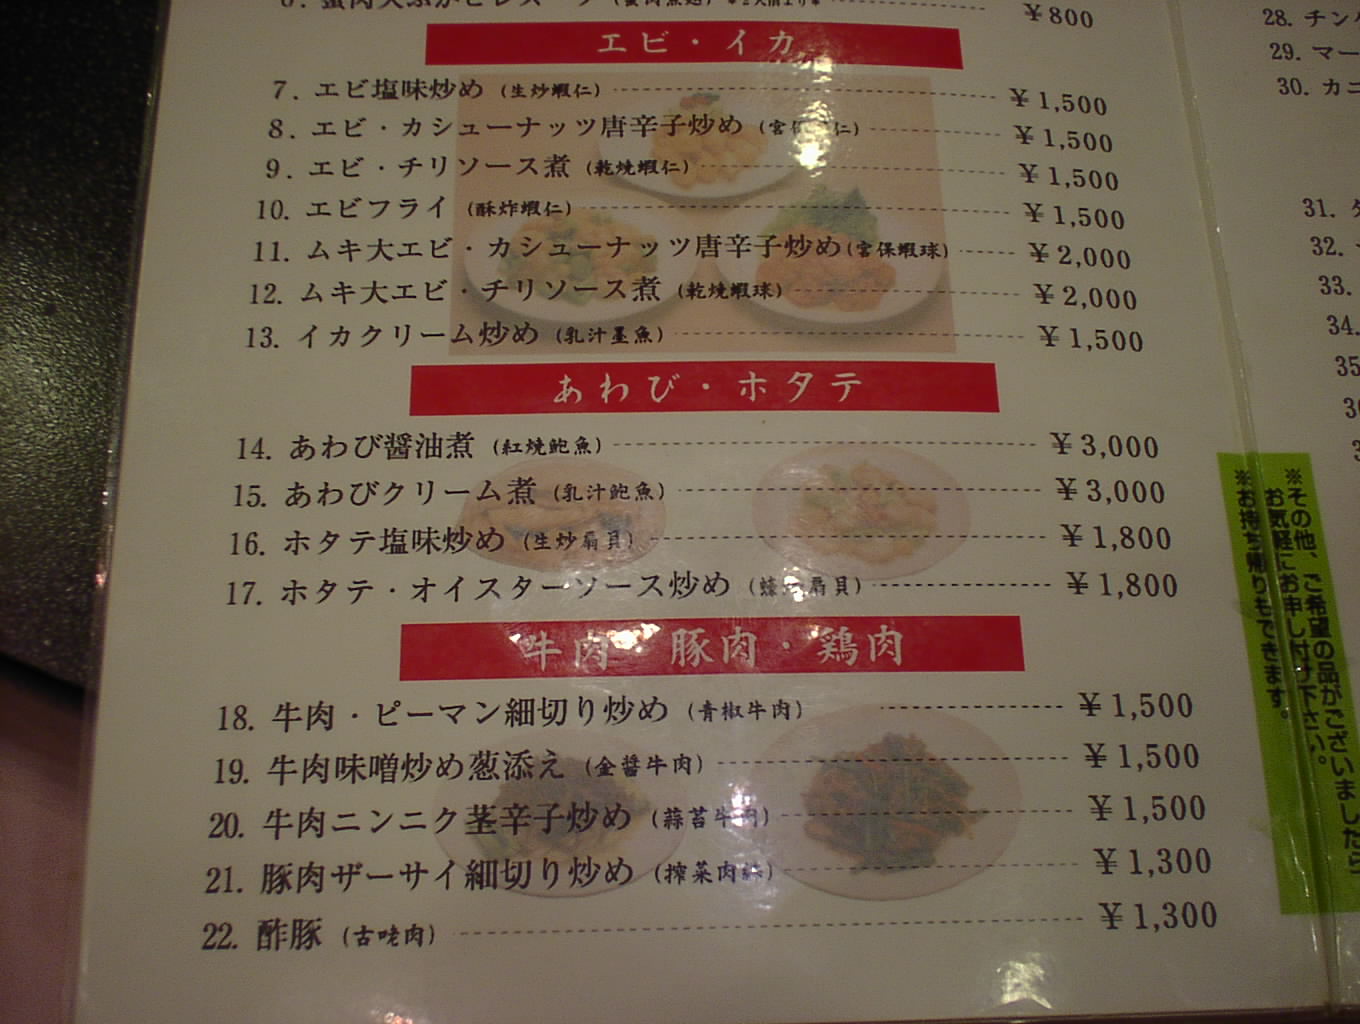 ¥800
エビ・イカ
7. エビ塩味炒め (生炒蝦仁) ¥1,500
8. エビ・カシューナッツ唐辛子炒め ¥1,500
9. エビ・チリソース煮 (乾焼蝦仁) ¥1,500
10. エビフライ (酥炸蝦仁) ¥1,500
11. ムキ大エビ・カシューナッツ唐辛子炒め (宮保蝦球) ¥2,000
12. ムキ大エビ・チリソース煮 (乾焼蝦球) ¥2,000
13. イカクリーム炒め (乳汁墨魚) ¥1,500
あわび・ホタテ
14. あわび醤油煮 (紅焼鮑魚) ¥3,000
15. あわびクリーム煮 (乳汁鮑魚) ¥3,000
16. ホタテ塩味炒め (生炒扇貝) ¥1,800
17. ホタテ・オイスターソース炒め ¥1,800
牛肉・豚肉・鶏肉
18. 牛肉・ピーマン細切り炒め (青椒牛肉) ¥1,500
19. 牛肉味噌炒め葱添え (金醬牛肉) ¥1,500
20. 牛肉ニンニク茎辛子炒め (蒜苔牛肉) ¥1,500
21. 豚肉ザーサイ細切り炒め ¥1,300
22. 酢豚 (古咾肉) ¥1,300
※その他、ご希望の品がございましたら
お気軽にお申し付け下さい。
※お持ち帰りもできます。
28. チン
29. マー
30. カニ
31.
32.
33.
34.
35